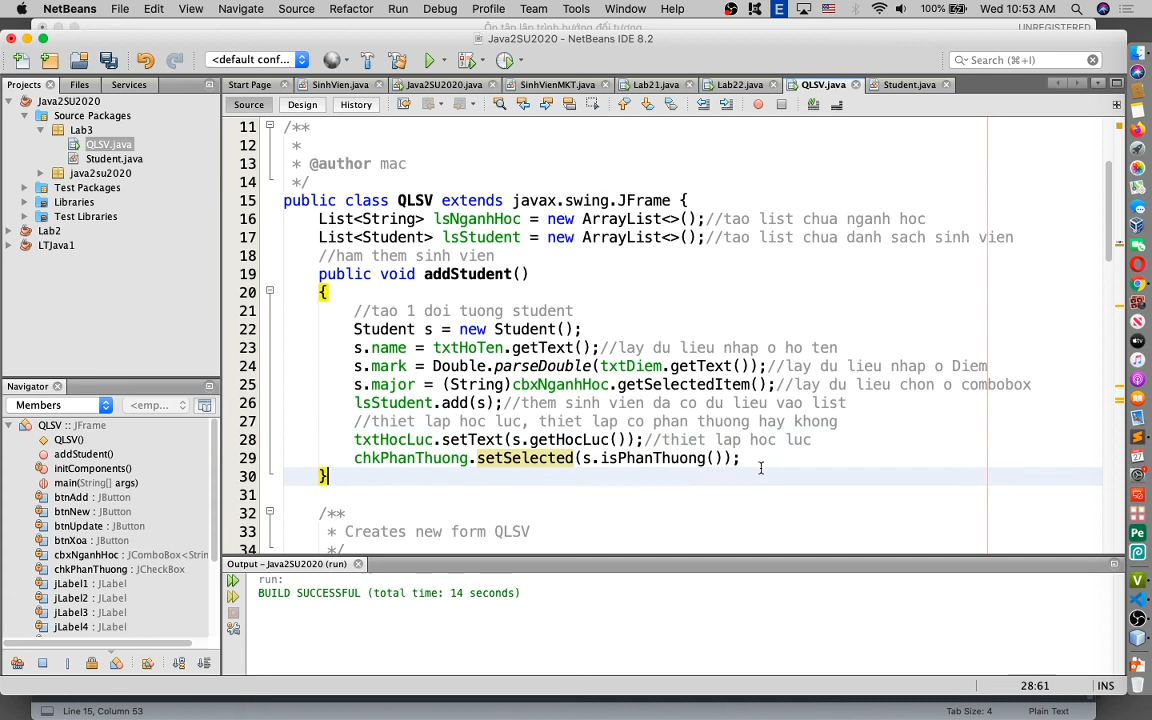 NetBeans File Edit View Navigate Source Refactor Run Debug Profile Team Tools Window Help 100% Wed 10:53 AM
Ôn tập lập trình hướng đối tượng UNREGISTERED
Java2SU2020 - NetBeans IDE 8.2
<default conf... Search (⌘+I)
Projects Files Services
Start Page SinhVien.java Java2SU2020.java SinhVienMKT.java Lab21.java Lab22.java QLSV.java Student.java
Source Design History
Java2SU2020
Source Packages
Lab3
QLSV.java
Student.java
java2su2020
Test Packages
Libraries
Test Libraries
Lab2
LTJava1
11 /**
12 *
13 * @author mac
14 */
15 public class QLSV extends javax.swing.JFrame {
16 List<String> lsNganhHoc = new ArrayList<>();//tao list chua nganh hoc
17 List<Student> lsStudent = new ArrayList<>();//tao list chua danh sach sinh vien
18 //ham them sinh vien
19 public void addStudent()
20 {
21 //tao 1 doi tuong student
22 Student s = new Student();
23 s.name = txtHoTen.getText();//lay du lieu nhap o ho ten
24 s.mark = Double.parseDouble(txtDiem.getText());//lay du lieu nhap o Diem
25 s.major = (String)cbxNganhHoc.getSelectedItem();//lay du lieu chon o combobox
26 lsStudent.add(s);//them sinh vien da co du lieu vao list
27 //thiet lap hoc luc, thiet lap co phan thuong hay khong
28 txtHocLuc.setText(s.getHocLuc());//thiet lap hoc luc
29 chkPhanThuong.setSelected(s.isPhanThuong());
30 }
31
32 /**
33 * Creates new form QLSV
34 */
Navigator
Members <emp...
QLSV :: JFrame
QLSV()
addStudent()
initComponents()
main(String[] args)
btnAdd : JButton
btnNew : JButton
btnUpdate : JButton
btnXoa : JButton
cbxNganhHoc : JComboBox<Strin
chkPhanThuong : JCheckBox
jLabel1 : JLabel
jLabel2 : JLabel
jLabel3 : JLabel
jLabel4 : JLabel
Output - Java2SU2020 (run)
run:
BUILD SUCCESSFUL (total time: 14 seconds)
28:61 INS
Line 15, Column 53 Tab Size: 4 Plain Text